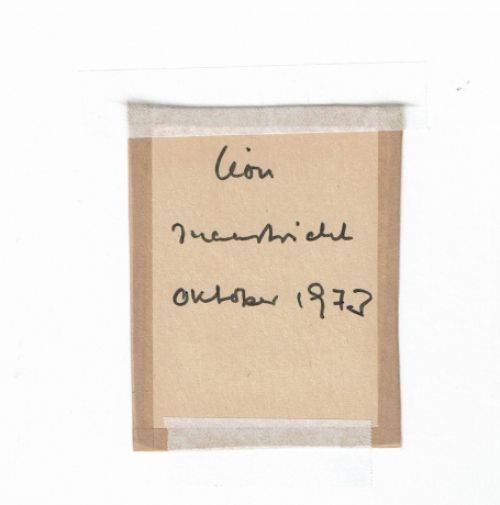 léon
maastricht
oktober 1973